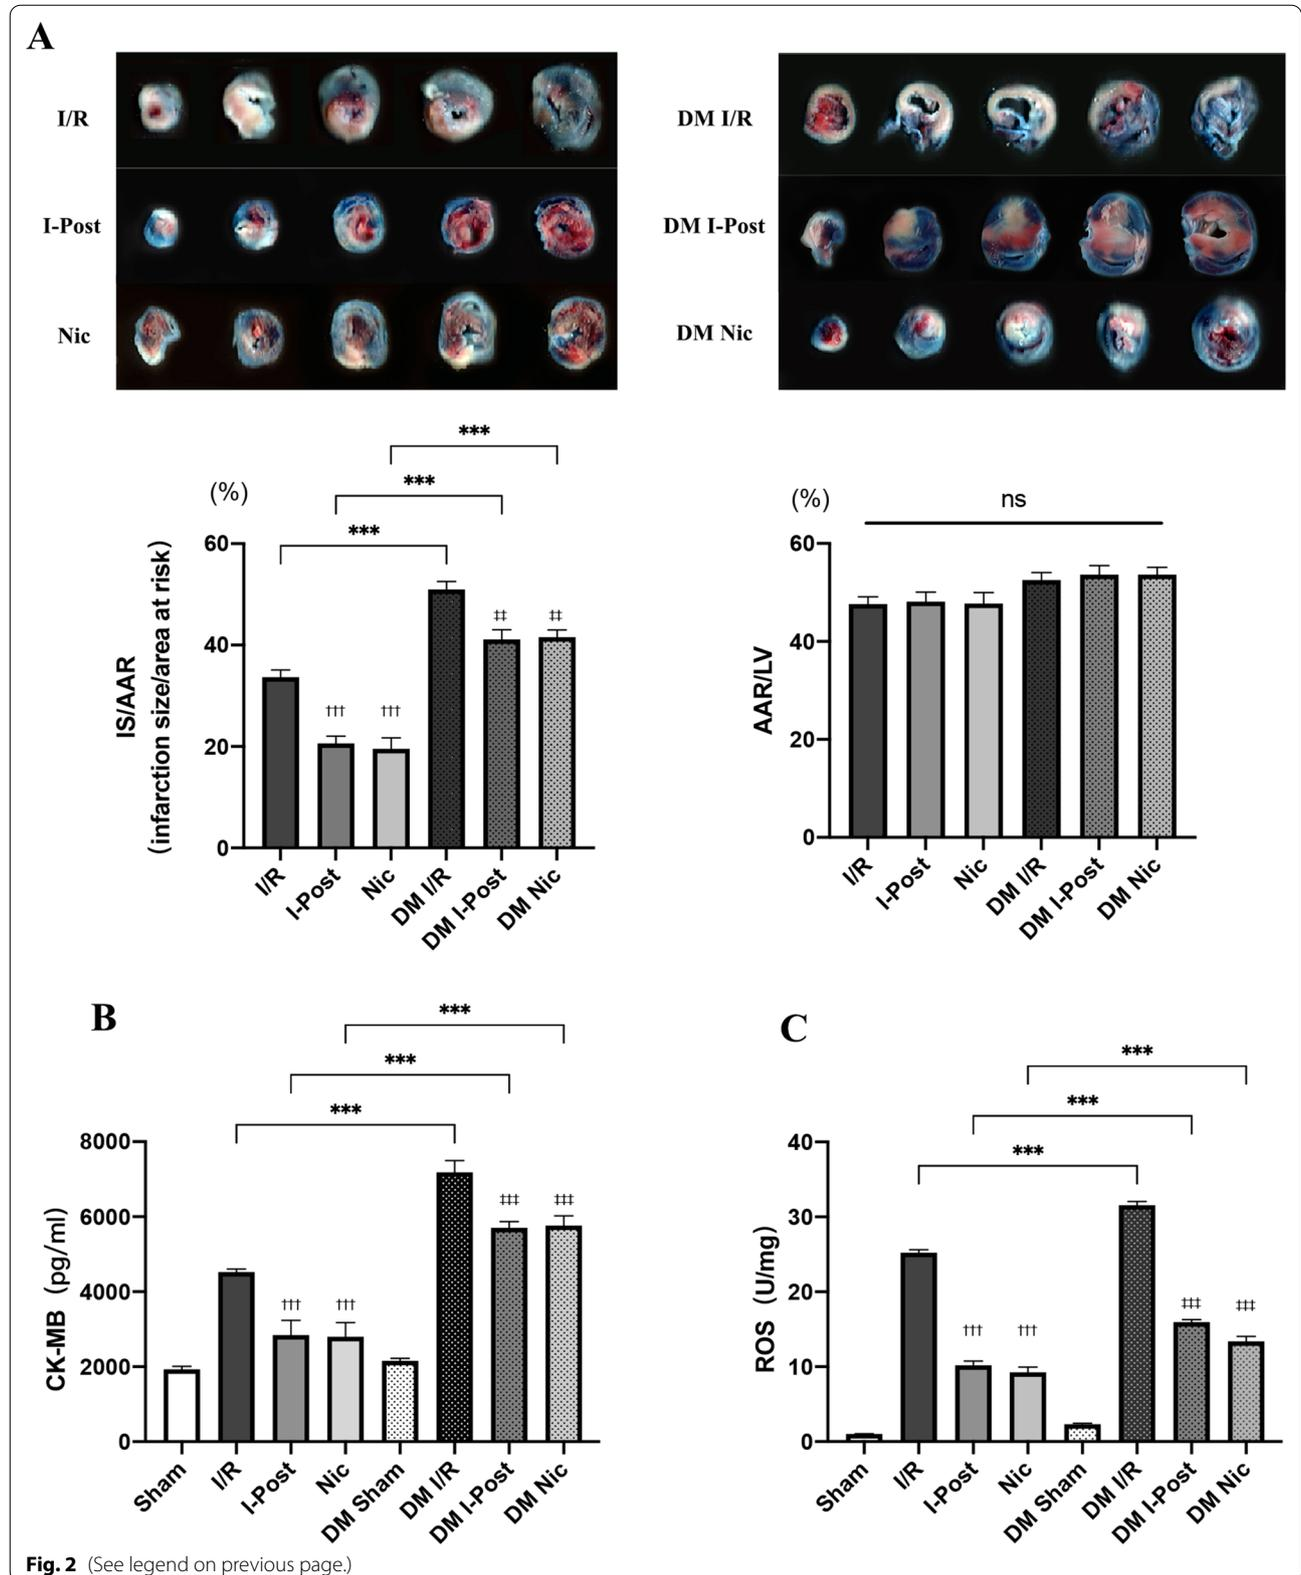 A
I/R
I-Post
Nic
DM I/R
DM I-Post
DM Nic
***
***
***
(%)
IS/AAR
(infarction size/area at risk)
60
40
20
0
†††
†††
‡‡
‡‡
I/R
I-Post
Nic
DM I/R
DM I-Post
DM Nic
(%)
ns
AAR/LV
60
40
20
0
I/R
I-Post
Nic
DM I/R
DM I-Post
DM Nic
B
***
***
***
CK-MB (pg/ml)
8000
6000
4000
2000
0
†††
†††
‡‡‡
‡‡‡
Sham
I/R
I-Post
Nic
DM Sham
DM I/R
DM I-Post
DM Nic
C
***
***
***
ROS (U/mg)
40
30
20
10
0
†††
†††
‡‡‡
‡‡‡
Sham
I/R
I-Post
Nic
DM Sham
DM I/R
DM I-Post
DM Nic
Fig. 2 (See legend on previous page.)